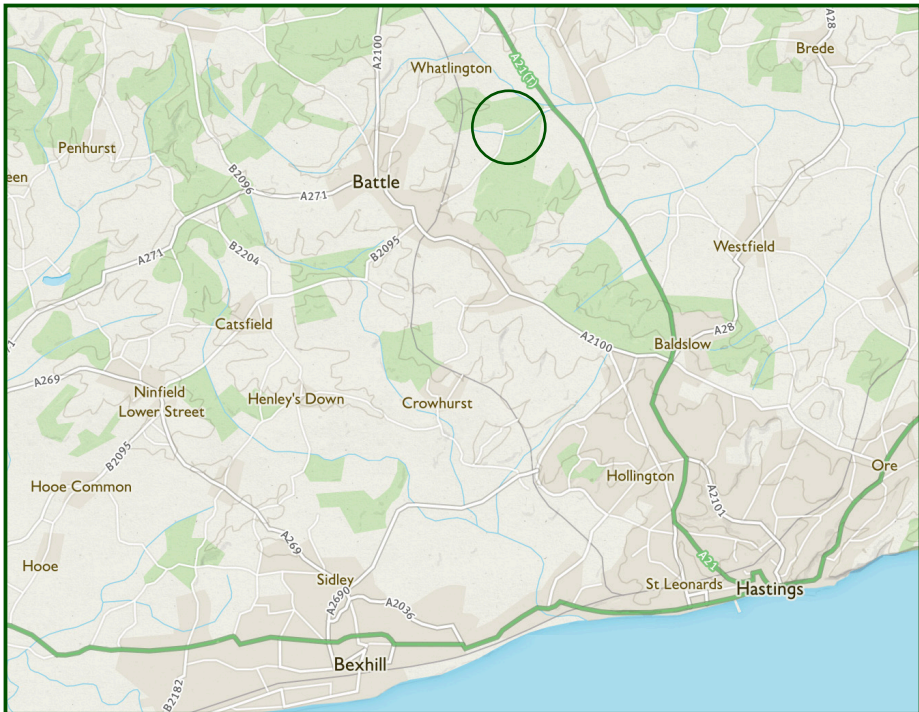 A28
A2100
Brede
Whatlington
A21(T)
Penhurst
een
B2096
Battle
A271
B2095
B2204
Westfield
A271
Catsfield
A28
A2100
Baldslow
71
A269
Ninfield
Lower Street
Henley's Down
Crowhurst
B2095
Ore
Hollington
Hooe Common
A2101
A269
Hooe
A21
Sidley
St Leonards
Hastings
A2690
A2036
Bexhill
B2182